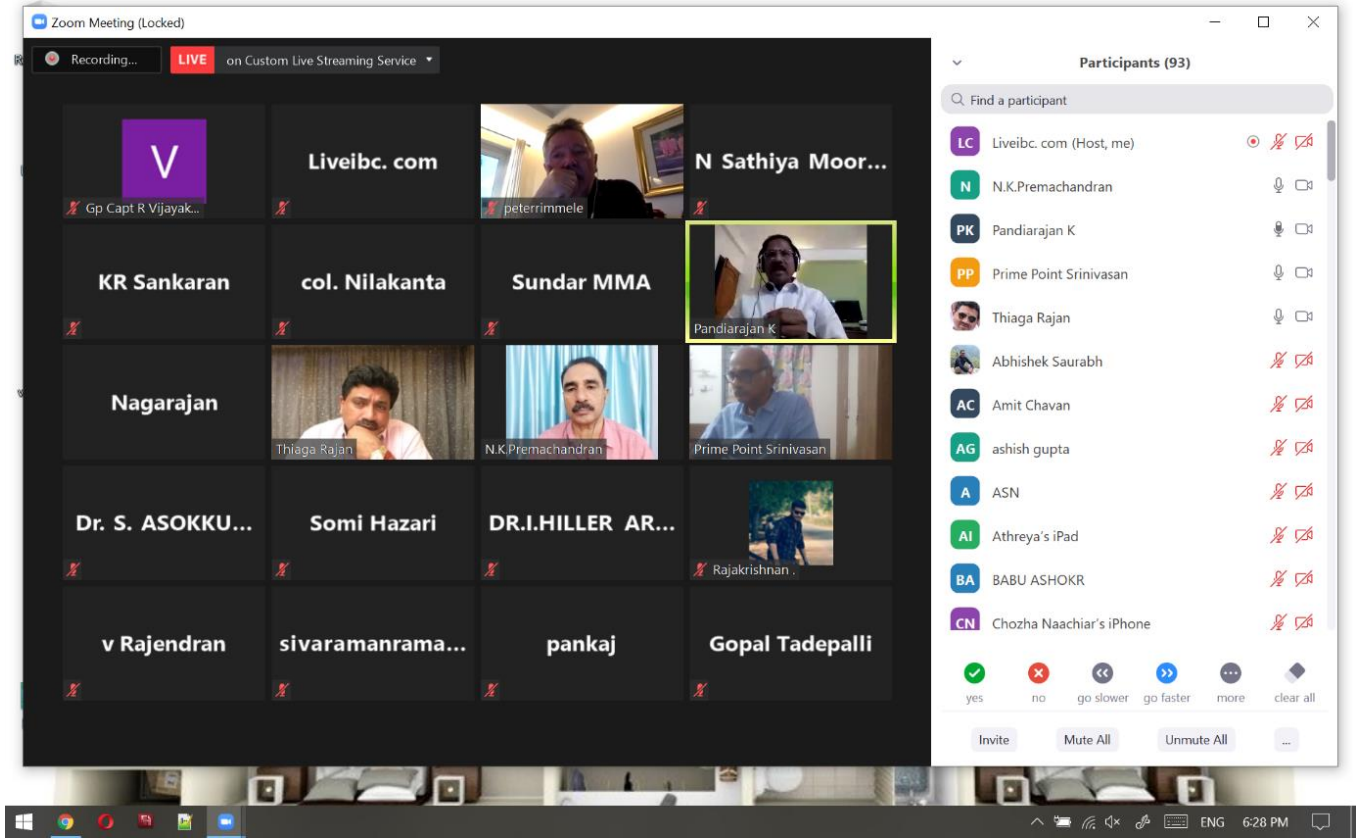 Zoom Meeting (Locked)
Recording...
LIVE on Custom Live Streaming Service
V
Gp Capt R Vijayak...
Liveibc. com
peterrimmele
N Sathiya Moor...
KR Sankaran
col. Nilakanta
Sundar MMA
Pandiarajan K
Nagarajan
Thiaga Rajan
N.K.Premachandran
Prime Point Srinivasan
Dr. S. ASOKKU...
Somi Hazari
DR.I.HILLER AR...
Rajakrishnan .
v Rajendran
sivaramanrama...
pankaj
Gopal Tadepalli
Participants (93)
Find a participant
LC Liveibc. com (Host, me)
N N.K.Premachandran
PK Pandiarajan K
PP Prime Point Srinivasan
Thiaga Rajan
Abhishek Saurabh
AC Amit Chavan
AG ashish gupta
A ASN
AI Athreya's iPad
BA BABU ASHOKR
CN Chozha Naachiar's iPhone
yes no go slower go faster more clear all
Invite Mute All Unmute All ...
ENG 6:28 PM